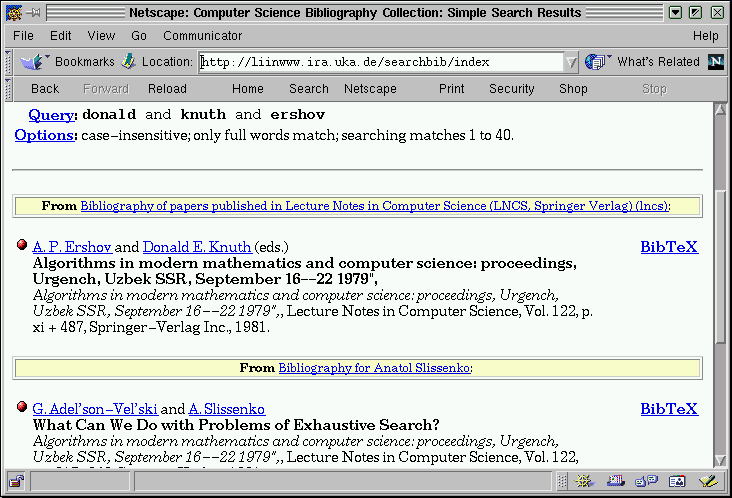 Netscape: Computer Science Bibliography Collection: Simple Search Results
File Edit View Go Communicator Help
Bookmarks Location: http://liinwww.ira.uka.de/searchbib/index What's Related N
Back Forward Reload Home Search Netscape Print Security Shop Stop
Query: donald and knuth and ershov
Options: case-insensitive; only full words match; searching matches 1 to 40.
From Bibliography of papers published in Lecture Notes in Computer Science (LNCS, Springer Verlag) (lncs):
A. P. Ershov and Donald E. Knuth (eds.) BibTeX
Algorithms in modern mathematics and computer science: proceedings,
Urgench, Uzbek SSR, September 16--22 1979",
Algorithms in modern mathematics and computer science: proceedings, Urgench,
Uzbek SSR, September 16--22 1979",, Lecture Notes in Computer Science, Vol. 122, p.
xi + 487, Springer-Verlag Inc., 1981.
From Bibliography for Anatol Slissenko:
G. Adel'son-Vel'ski and A. Slissenko BibTeX
What Can We Do with Problems of Exhaustive Search?
Algorithms in modern mathematics and computer science: proceedings, Urgench,
Uzbek SSR, September 16--22 1979",, Lecture Notes in Computer Science, Vol. 122,